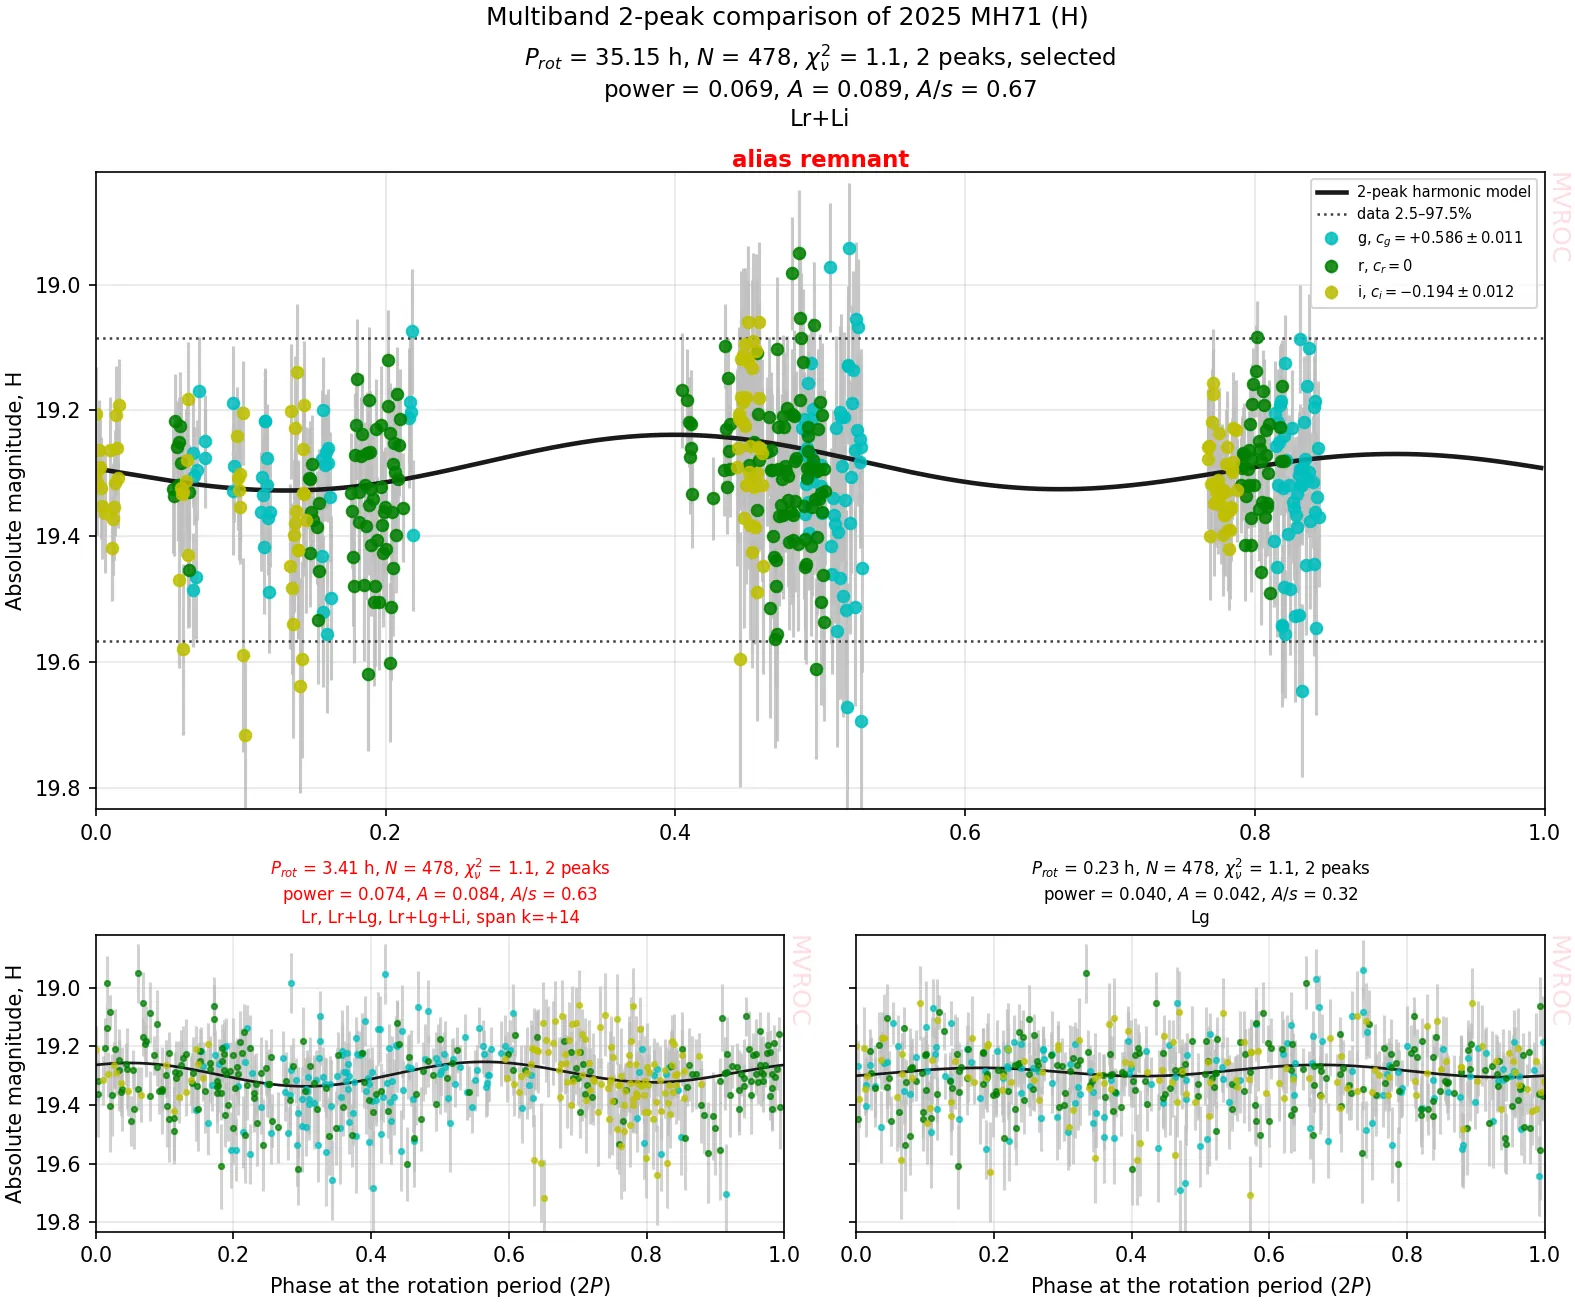 Multiband 2-peak comparison of 2025 MH71 (H)
P_rot = 35.15 h, N = 478, χ²_ν = 1.1, 2 peaks, selected
power = 0.069, A = 0.089, A/s = 0.67
Lr+Li
alias remnant
2-peak harmonic model
data 2.5–97.5%
g, c_g = +0.586 ± 0.011
r, c_r = 0
i, c_i = −0.194 ± 0.012
MVROC
Absolute magnitude, H
19.0
19.2
19.4
19.6
19.8
0.0 0.2 0.4 0.6 0.8 1.0
P_rot = 3.41 h, N = 478, χ²_ν = 1.1, 2 peaks
power = 0.074, A = 0.084, A/s = 0.63
Lr, Lr+Lg, Lr+Lg+Li, span k=+14
MVROC
Absolute magnitude, H
19.0
19.2
19.4
19.6
19.8
0.0 0.2 0.4 0.6 0.8 1.0
Phase at the rotation period (2P)
P_rot = 0.23 h, N = 478, χ²_ν = 1.1, 2 peaks
power = 0.040, A = 0.042, A/s = 0.32
Lg
MVROC
0.0 0.2 0.4 0.6 0.8 1.0
Phase at the rotation period (2P)